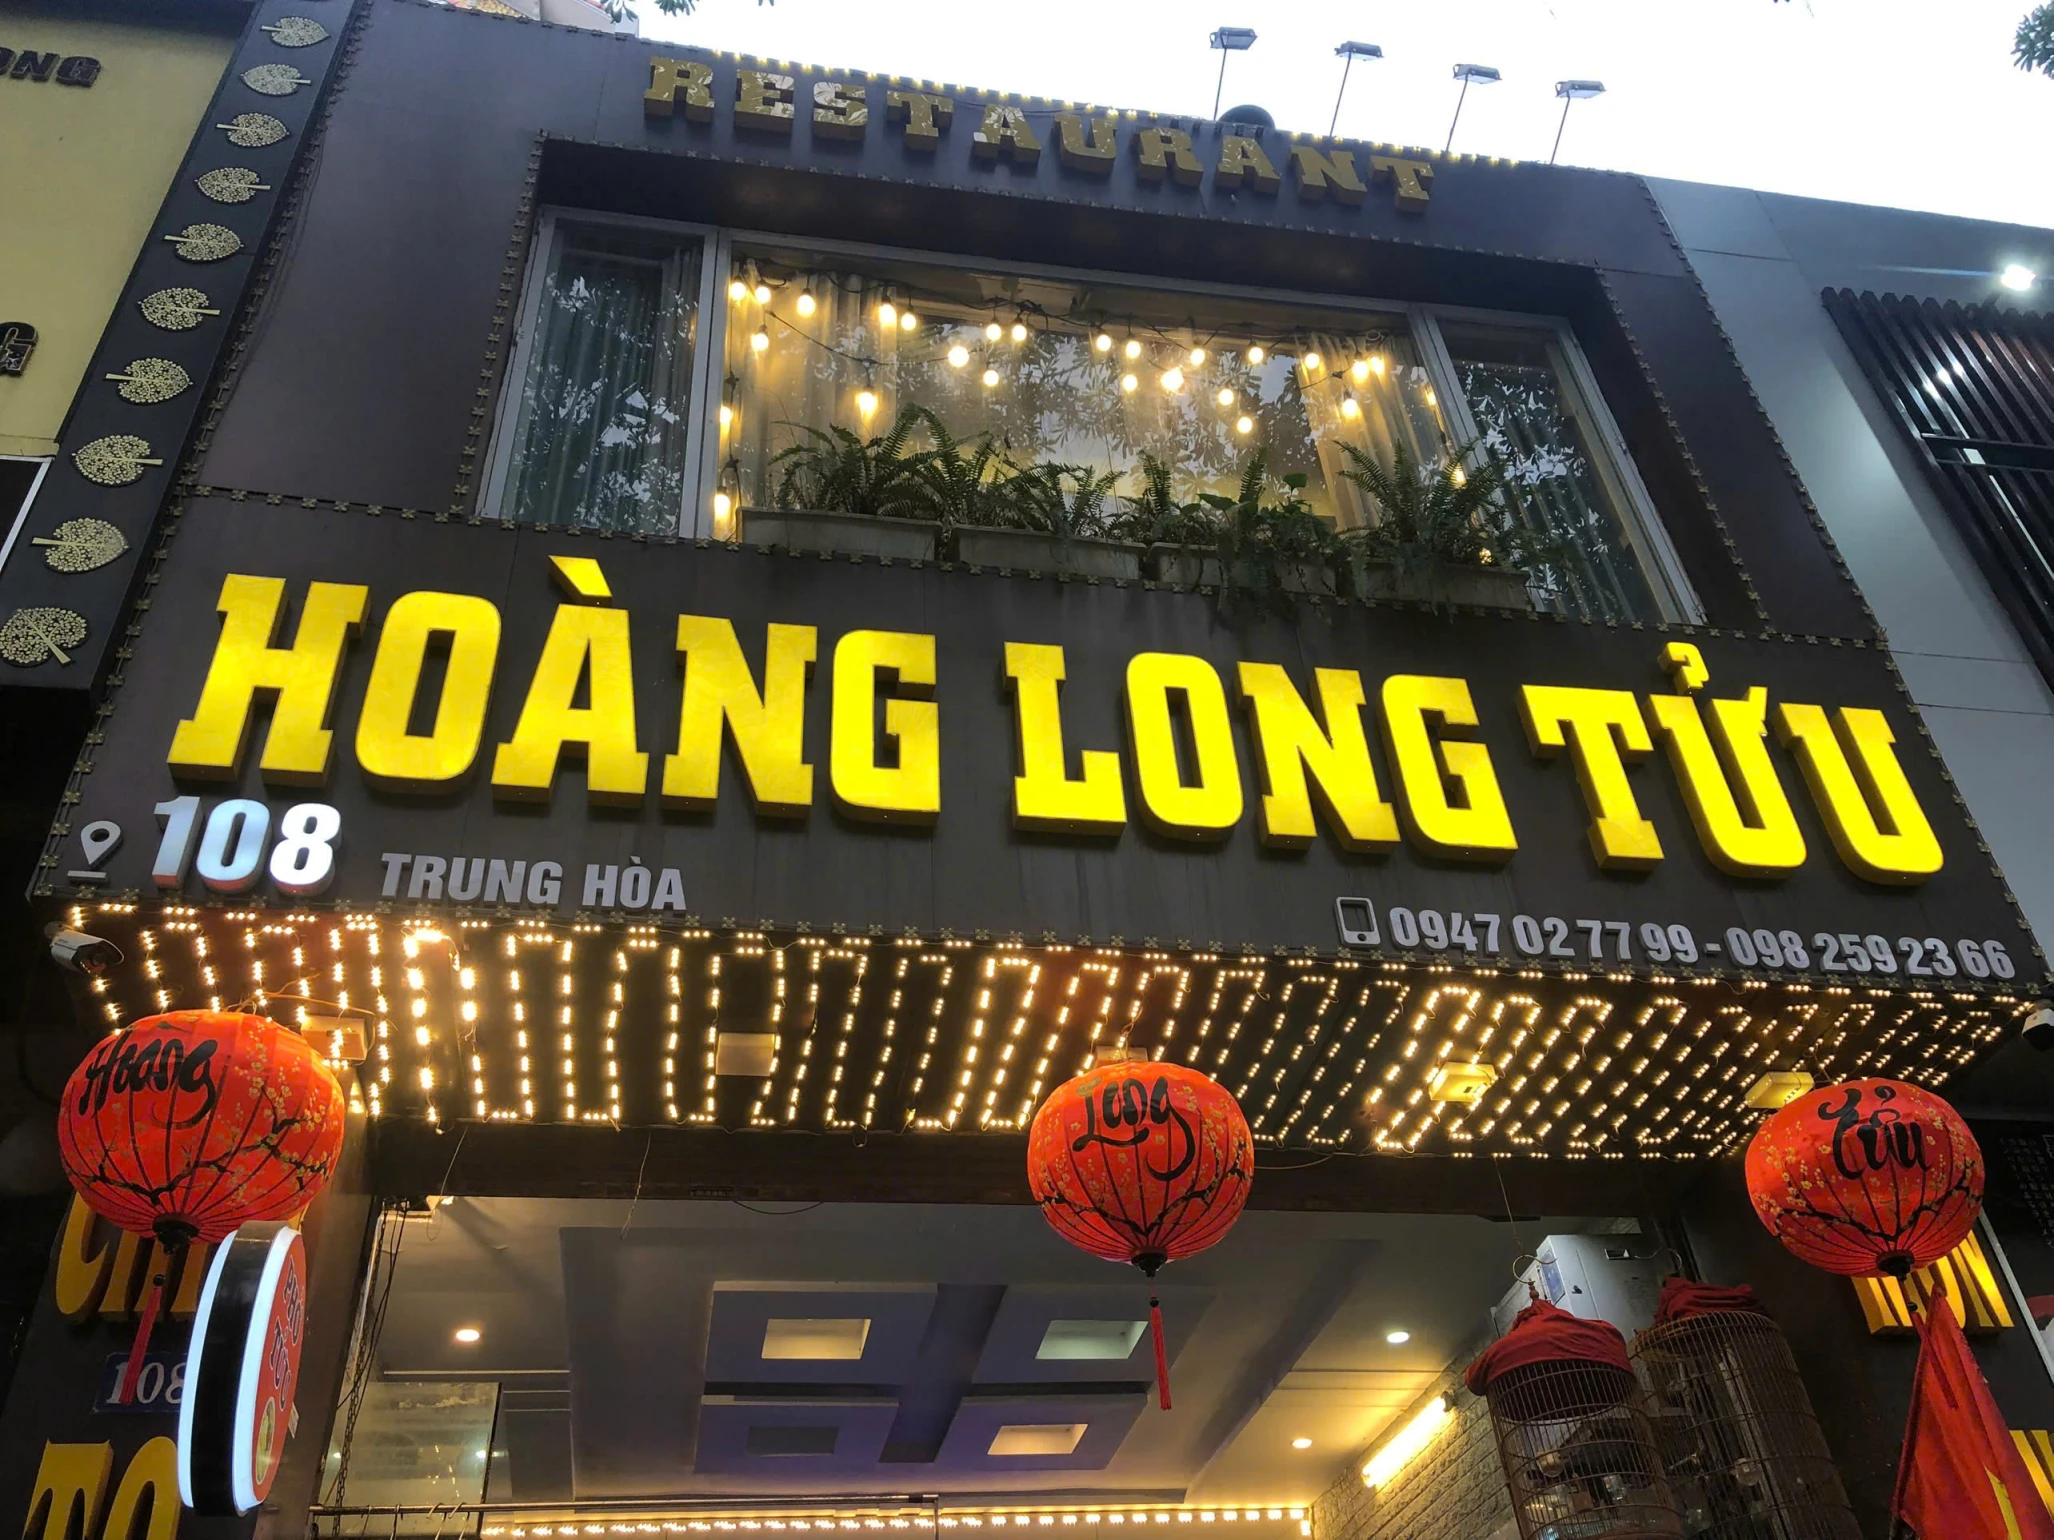 RESTAURANT
HOÀNG LONG TỬU
108 TRUNG HÒA
0947 02 77 99 - 098 259 23 66
Hoàng
Long
Tửu
108